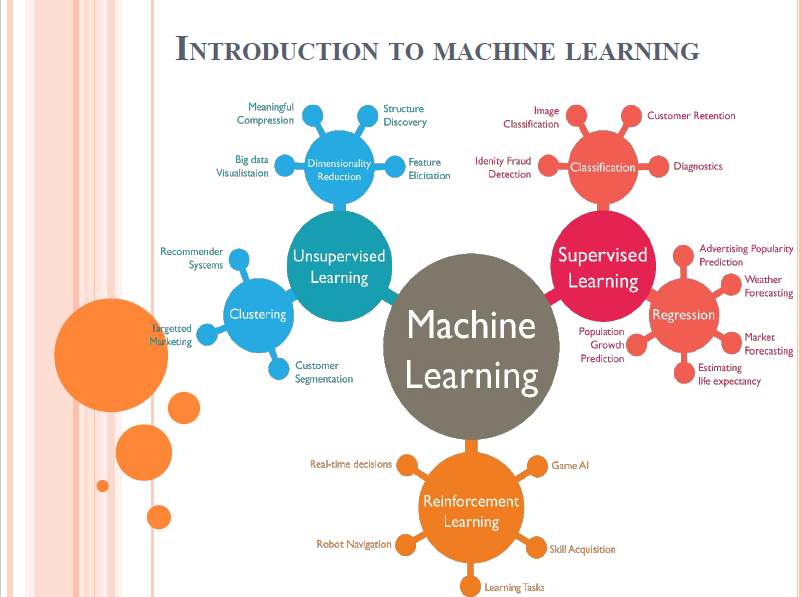 INTRODUCTION TO MACHINE LEARNING
Meaningful
Compression
Structure
Discovery
Big data
Visualistaion
Dimensionality
Reduction
Feature
Elicitation
Unsupervised
Learning
Recommender
Systems
Clustering
Targetted
Marketing
Customer
Segmentation
Image
Classification
Customer Retention
Idenity Fraud
Detection
Classification
Diagnostics
Supervised
Learning
Advertising Popularity
Prediction
Weather
Forecasting
Regression
Population
Growth
Prediction
Market
Forecasting
Estimating
life expectancy
Machine
Learning
Real-time decisions
Game AI
Reinforcement
Learning
Robot Navigation
Skill Acquisition
Learning Tasks